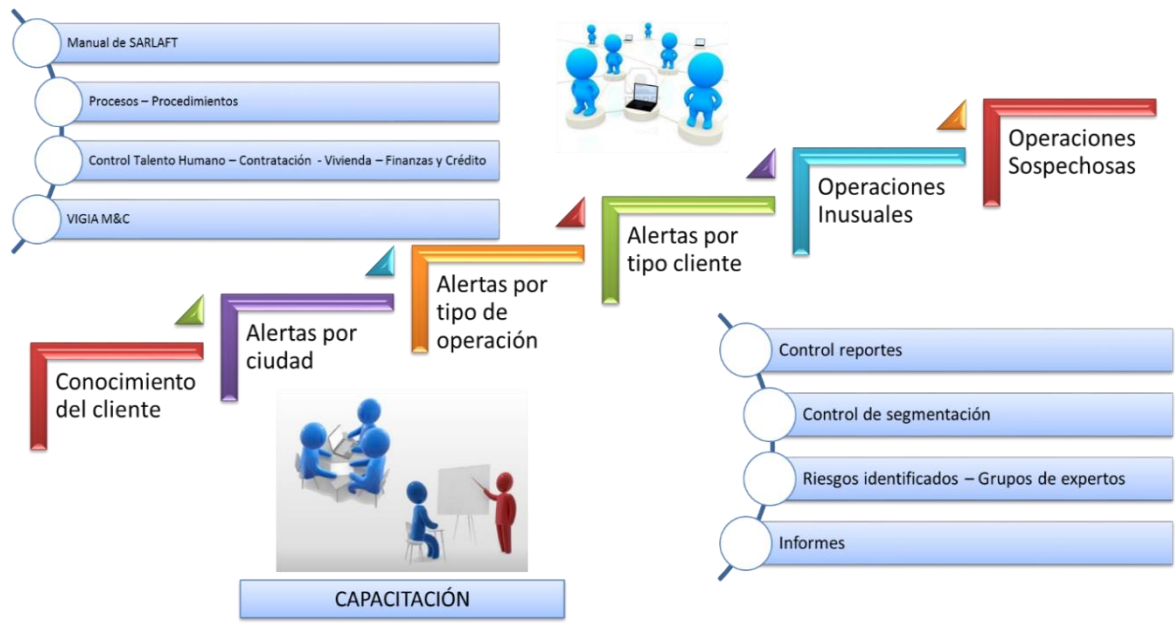 Manual de SARLAFT
Procesos – Procedimientos
Control Talento Humano – Contratación - Vivienda – Finanzas y Crédito
VIGIA M&C
Conocimiento
del cliente
Alertas por
ciudad
Alertas por
tipo de
operación
Alertas por
tipo cliente
Operaciones
Inusuales
Operaciones
Sospechosas
Control reportes
Control de segmentación
Riesgos identificados – Grupos de expertos
Informes
CAPACITACIÓN